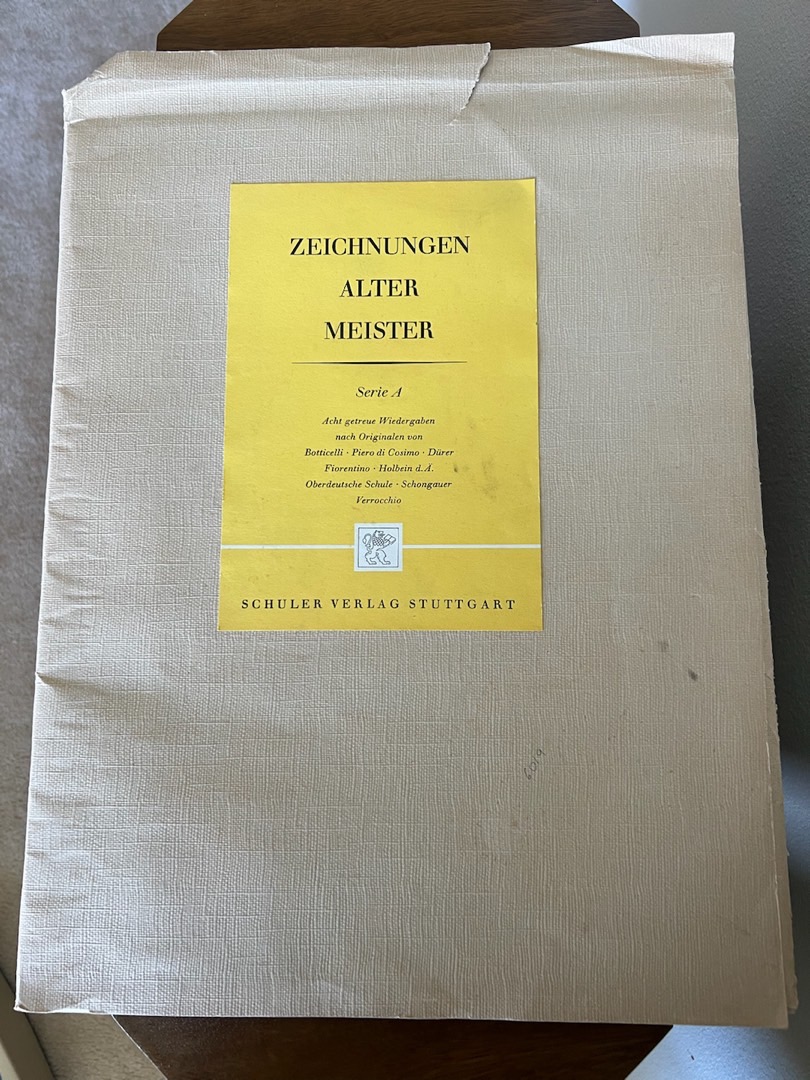 ZEICHNUNGEN
ALTER
MEISTER
Serie A
Acht getreue Wiedergaben
nach Originalen von
Botticelli · Piero di Cosimo · Dürer
Fiorentino · Holbein d.Ä.
Oberdeutsche Schule · Schongauer
Verrocchio
SCHULER VERLAG STUTTGART